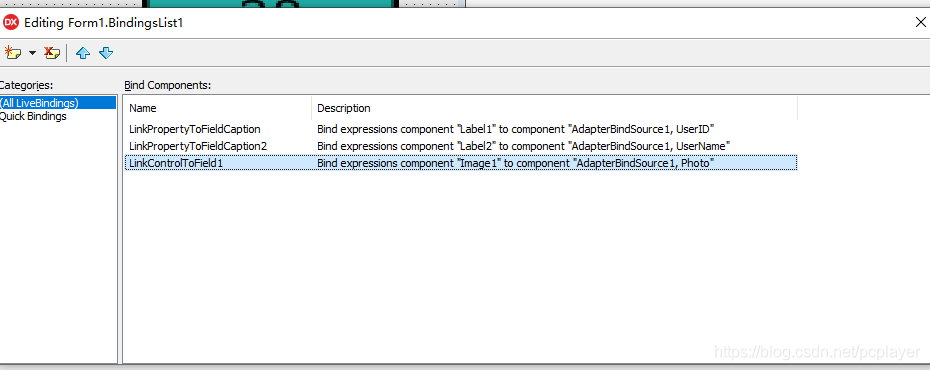 DX Editing Form1.BindingsList1
Categories:
Bind Components:
(All LiveBindings)
Quick Bindings
Name Description
LinkPropertyToFieldCaption Bind expressions component "Label1" to component "AdapterBindSource1, UserID"
LinkPropertyToFieldCaption2 Bind expressions component "Label2" to component "AdapterBindSource1, UserName"
LinkControlToField1 Bind expressions component "Image1" to component "AdapterBindSource1, Photo"
https://blog.csdn.net/pcplayer